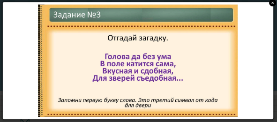 Задание №3
Отгадай загадку.
Голова да без ума
В поле катится сама,
Вкусная и сдобная,
Для зверей съедобная...
Запомни первую букву слова. Это третий символ от кода
для двери